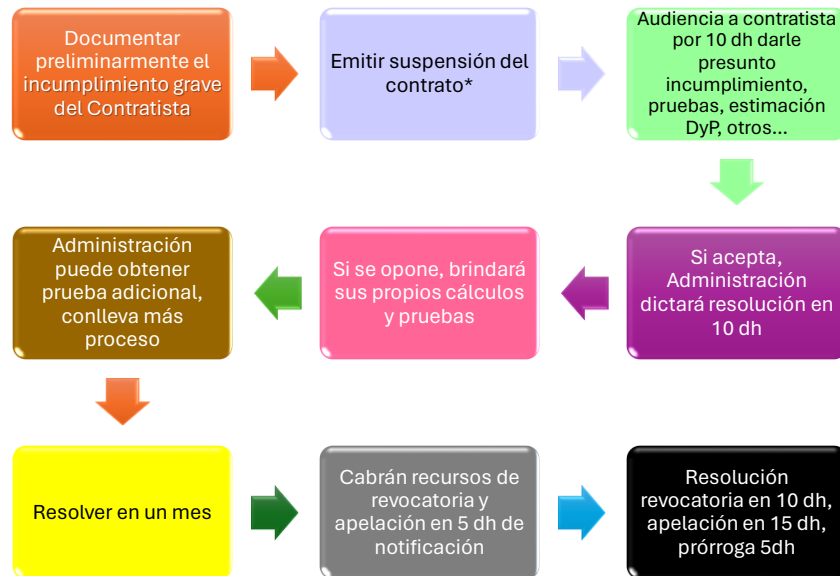 Documentar
preliminarmente el
incumplimiento grave
del Contratista
Emitir suspensión del
contrato*
Audiencia a contratista
por 10 dh darle
presunto
incumplimiento,
pruebas, estimación
DyP, otros...
Si acepta,
Administración
dictará resolución en
10 dh
Si se opone, brindará
sus propios cálculos
y pruebas
Administración
puede obtener
prueba adicional,
conlleva más
proceso
Resolver en un mes
Cabrán recursos de
revocatoria y
apelación en 5 dh de
notificación
Resolución
revocatoria en 10 dh,
apelación en 15 dh,
prórroga 5dh